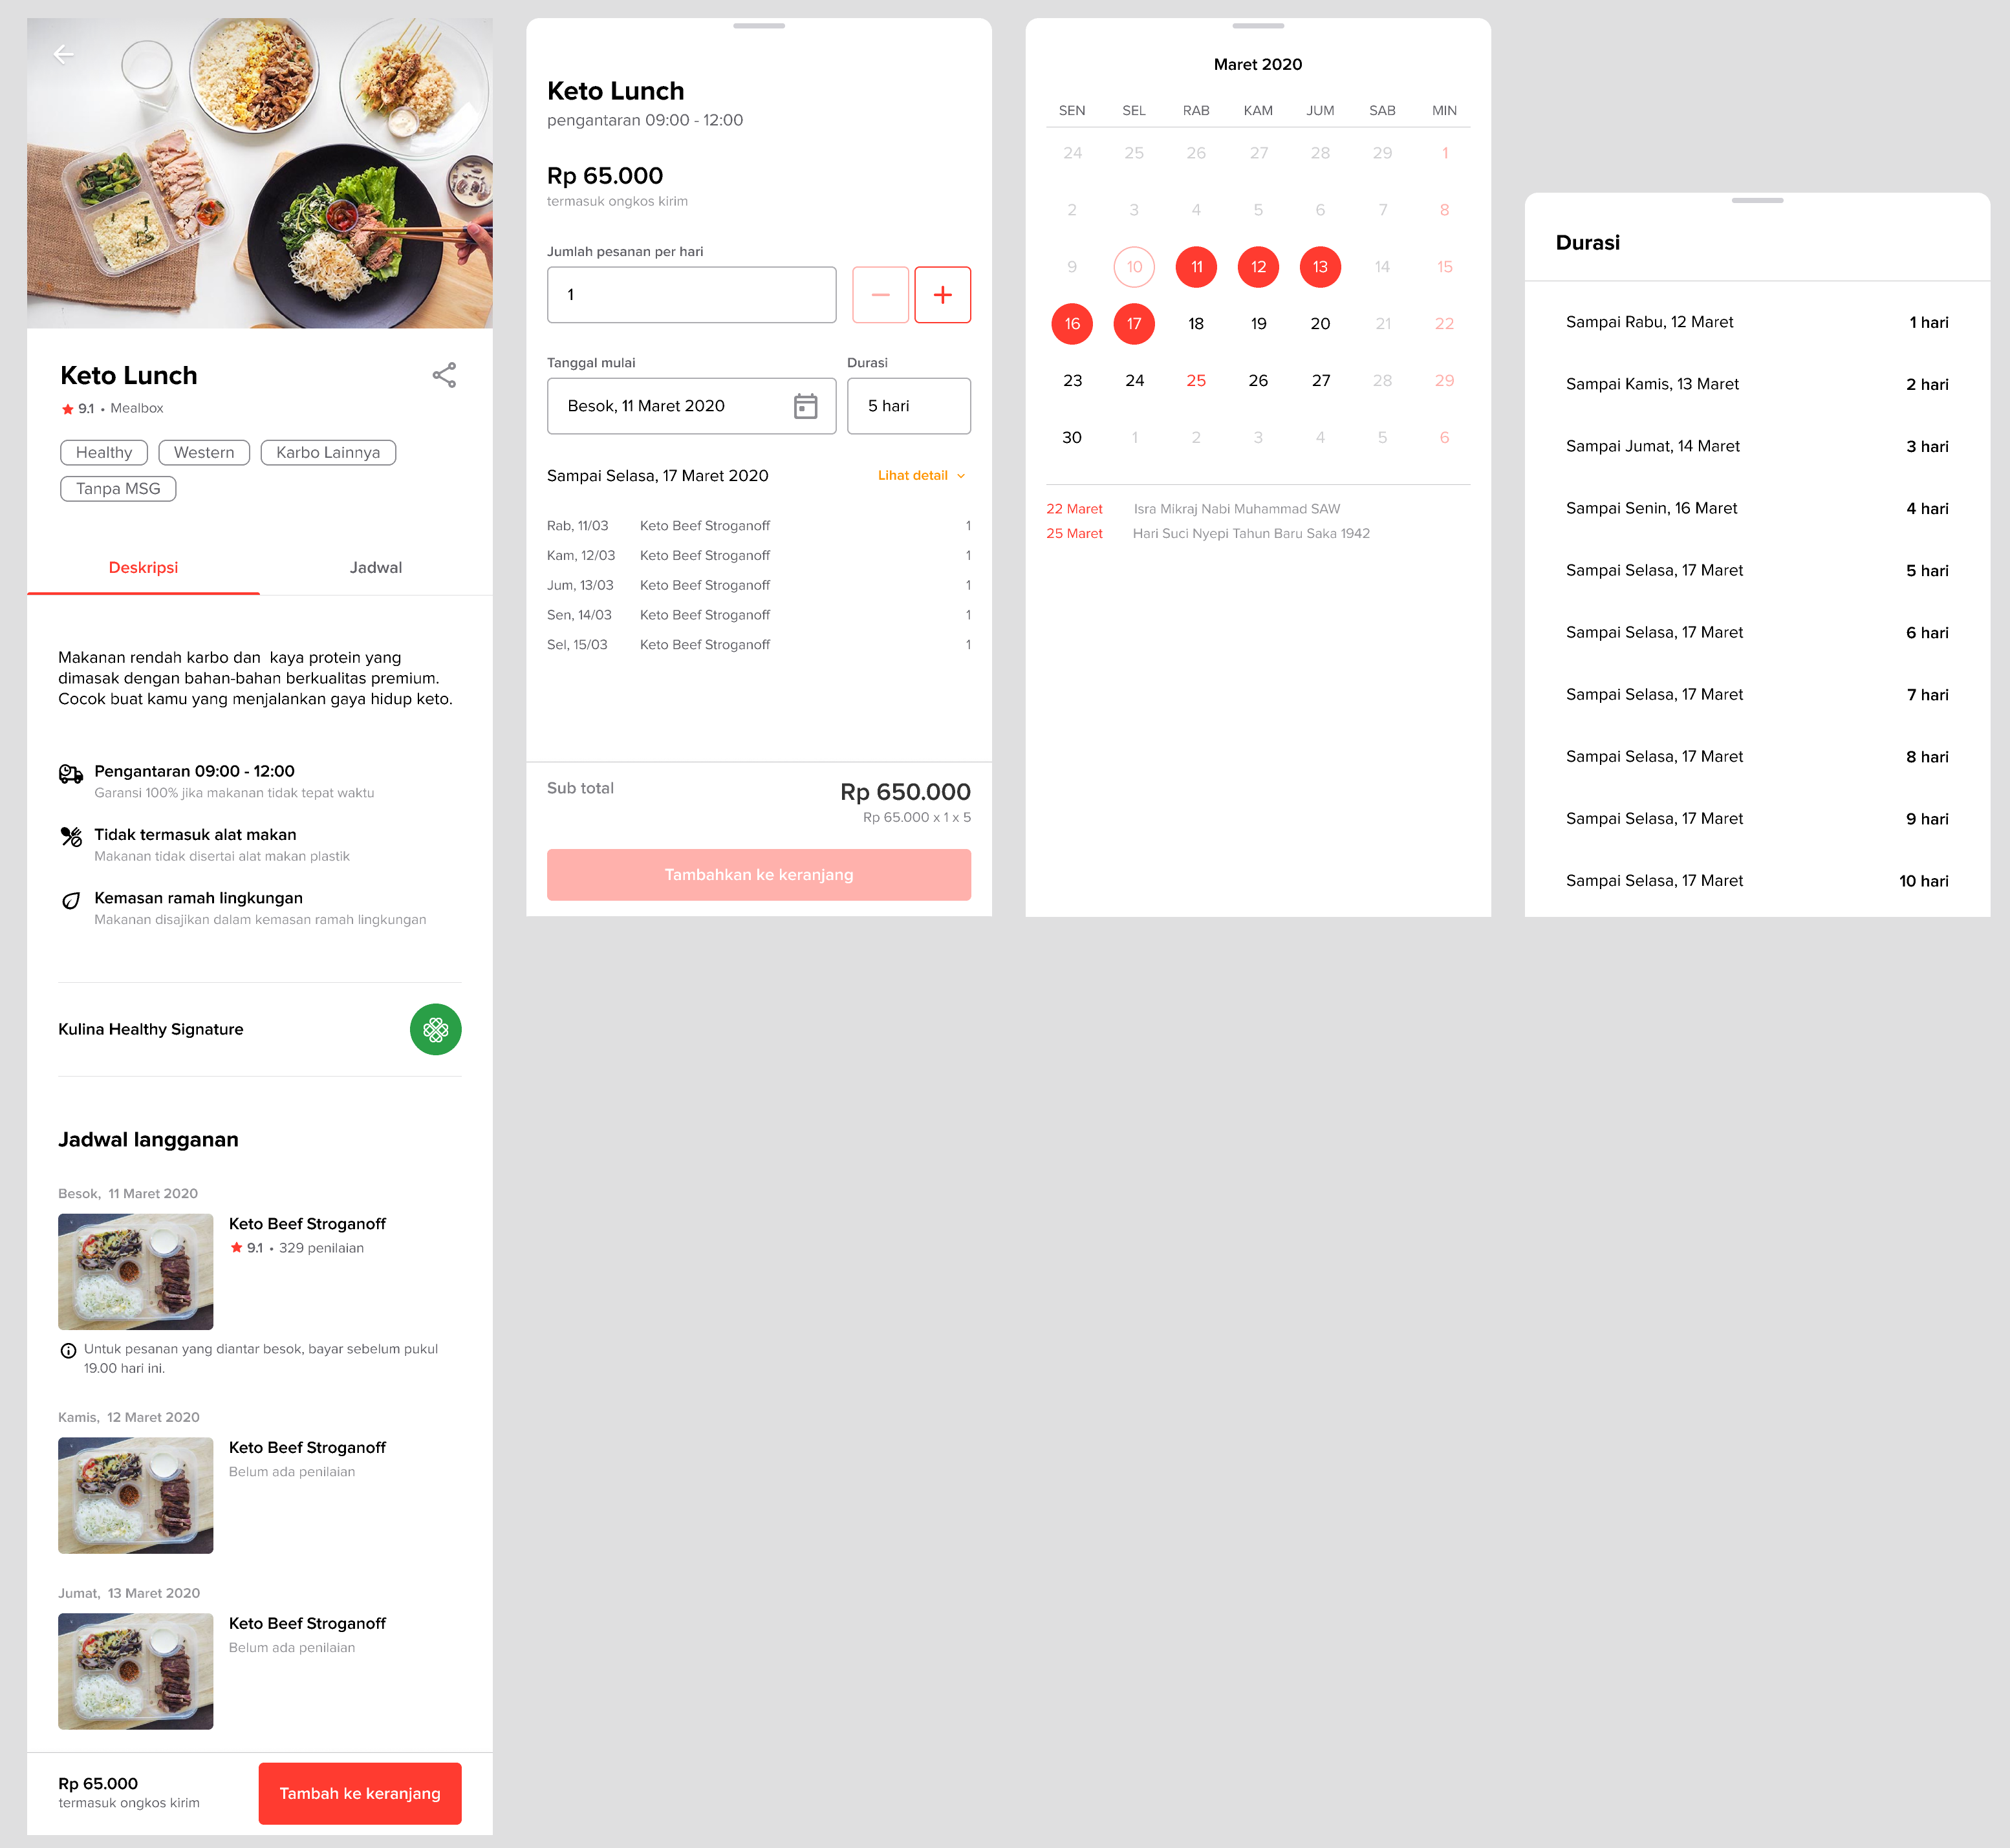 Keto Lunch
9.1 • Mealbox
Healthy
Western
Karbo Lainnya
Tanpa MSG
Deskripsi
Jadwal
Makanan rendah karbo dan  kaya protein yang
dimasak dengan bahan-bahan berkualitas premium.
Cocok buat kamu yang menjalankan gaya hidup keto.
Pengantaran 09:00 - 12:00
Garansi 100% jika makanan tidak tepat waktu
Tidak termasuk alat makan
Makanan tidak disertai alat makan plastik
Kemasan ramah lingkungan
Makanan disajikan dalam kemasan ramah lingkungan
Kulina Healthy Signature
Jadwal langganan
Besok,  11 Maret 2020
Keto Beef Stroganoff
9.1 • 329 penilaian
Untuk pesanan yang diantar besok, bayar sebelum pukul
19.00 hari ini.
Kamis,  12 Maret 2020
Keto Beef Stroganoff
Belum ada penilaian
Jumat,  13 Maret 2020
Keto Beef Stroganoff
Belum ada penilaian
Rp 65.000
termasuk ongkos kirim
Tambah ke keranjang
Keto Lunch
pengantaran 09:00 - 12:00
Rp 65.000
termasuk ongkos kirim
Jumlah pesanan per hari
1
Tanggal mulai
Durasi
Besok, 11 Maret 2020
5 hari
Sampai Selasa, 17 Maret 2020
Lihat detail
Rab, 11/03 Keto Beef Stroganoff 1
Kam, 12/03 Keto Beef Stroganoff 1
Jum, 13/03 Keto Beef Stroganoff 1
Sen, 14/03 Keto Beef Stroganoff 1
Sel, 15/03 Keto Beef Stroganoff 1
Sub total
Rp 650.000
Rp 65.000 x 1 x 5
Tambahkan ke keranjang
Maret 2020
SEN SEL RAB KAM JUM SAB MIN
24 25 26 27 28 29 1
2 3 4 5 6 7 8
9 10 11 12 13 14 15
16 17 18 19 20 21 22
23 24 25 26 27 28 29
30 1 2 3 4 5 6
22 Maret Isra Mikraj Nabi Muhammad SAW
25 Maret Hari Suci Nyepi Tahun Baru Saka 1942
Durasi
Sampai Rabu, 12 Maret 1 hari
Sampai Kamis, 13 Maret 2 hari
Sampai Jumat, 14 Maret 3 hari
Sampai Senin, 16 Maret 4 hari
Sampai Selasa, 17 Maret 5 hari
Sampai Selasa, 17 Maret 6 hari
Sampai Selasa, 17 Maret 7 hari
Sampai Selasa, 17 Maret 8 hari
Sampai Selasa, 17 Maret 9 hari
Sampai Selasa, 17 Maret 10 hari